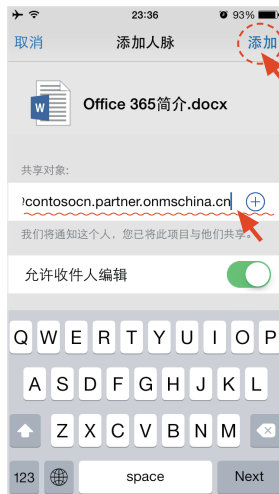 23:36
93%
取消
添加人脉
添加
W
Office 365简介.docx
共享对象:
contosocn.partner.onmschina.cn
我们将通知这个人，您已将此项目与他们共享。
允许收件人编辑
Q W E R T Y U I O P
A S D F G H J K L
Z X C V B N M
123
space
Next